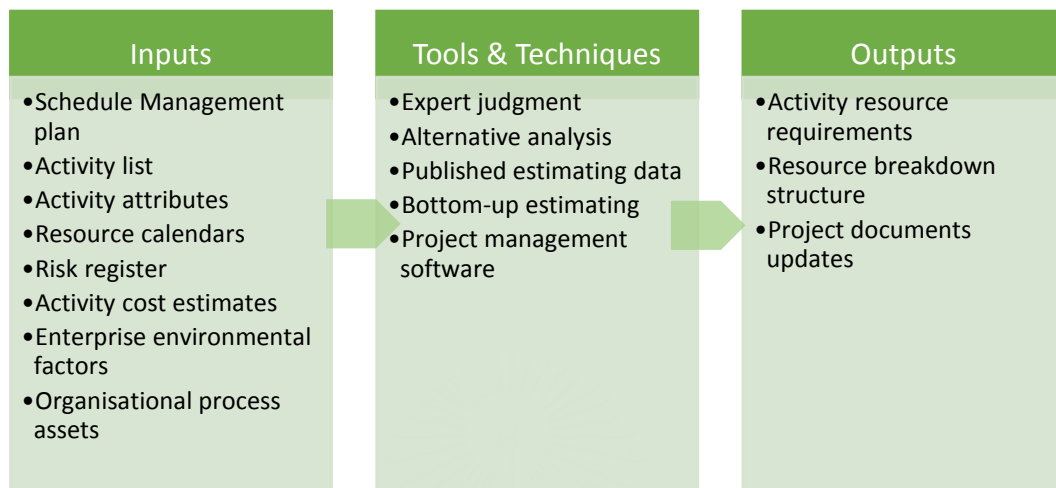 Inputs
•Schedule Management
plan
•Activity list
•Activity attributes
•Resource calendars
•Risk register
•Activity cost estimates
•Enterprise environmental
factors
•Organisational process
assets
Tools & Techniques
•Expert judgment
•Alternative analysis
•Published estimating data
•Bottom-up estimating
•Project management
software
Outputs
•Activity resource
requirements
•Resource breakdown
structure
•Project documents
updates